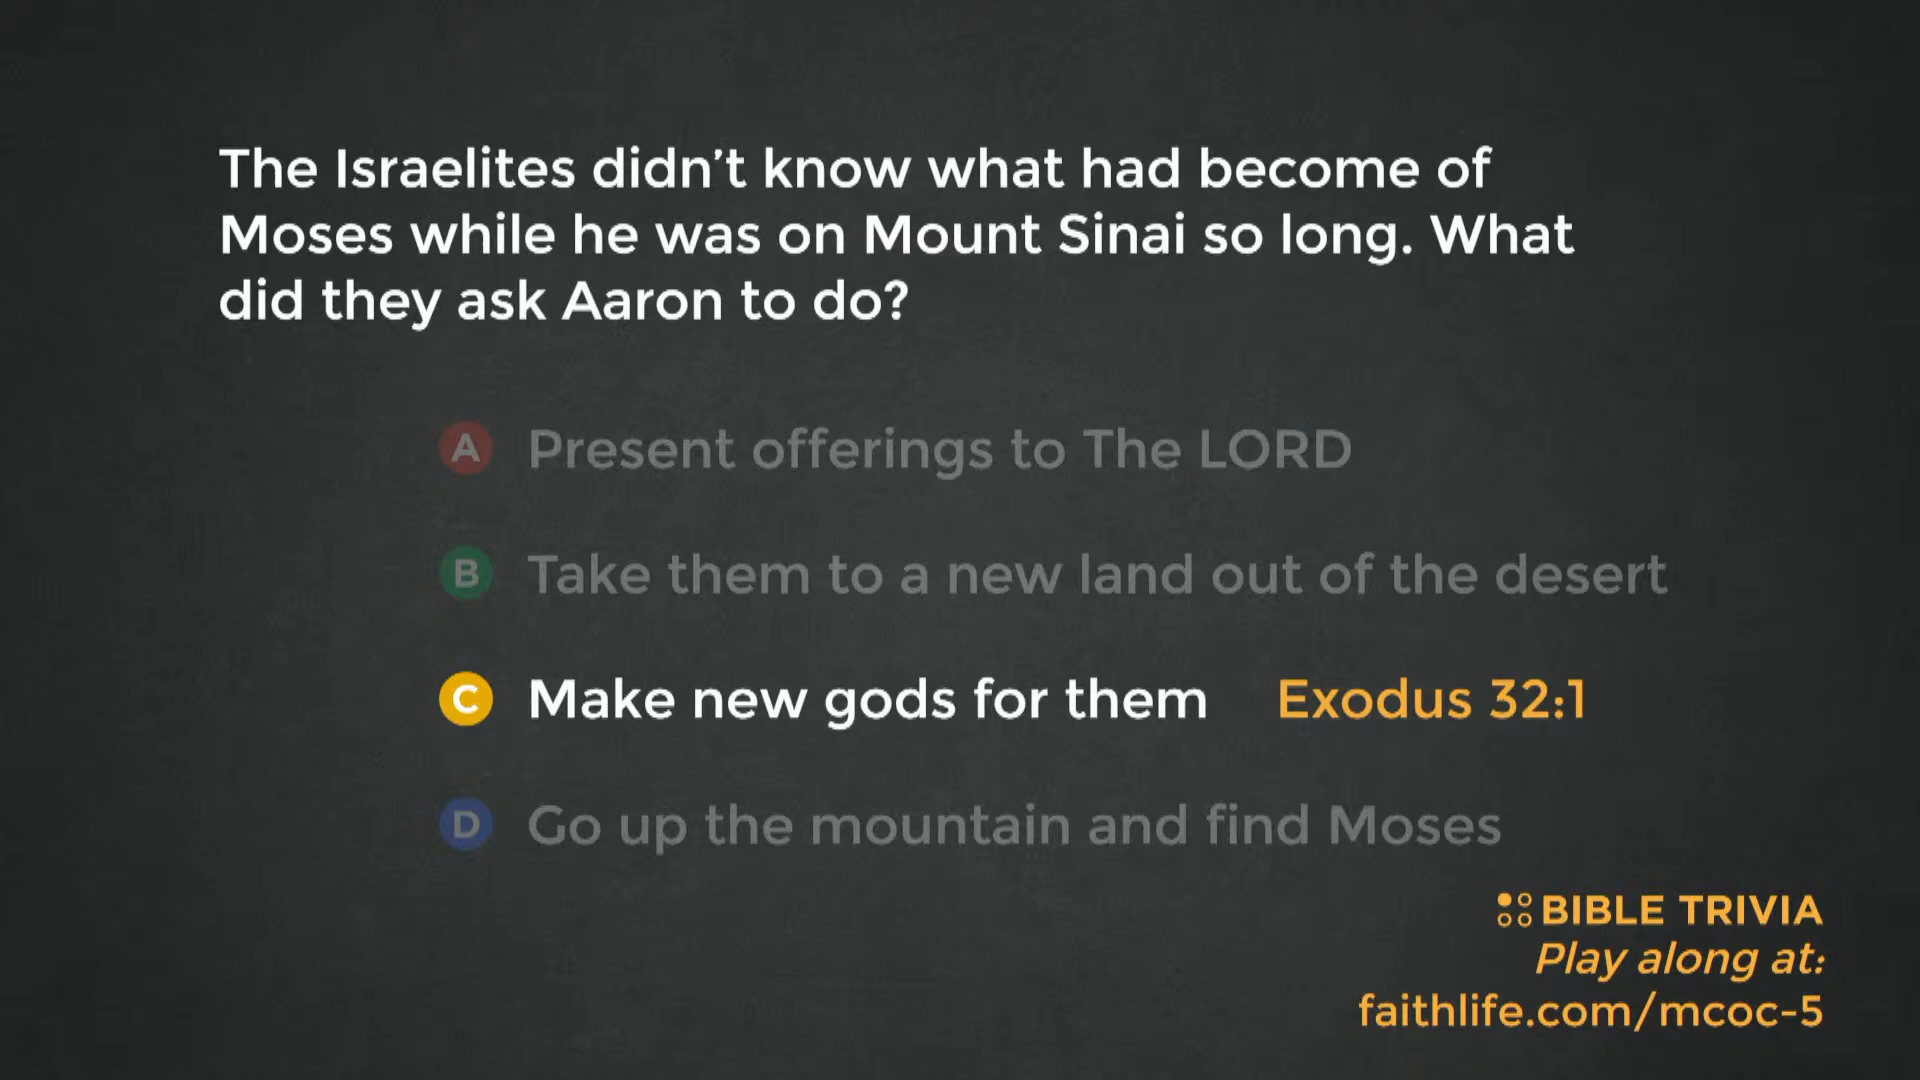 The Israelites didn’t know what had become of
Moses while he was on Mount Sinai so long. What
did they ask Aaron to do?
A Present offerings to The LORD
B Take them to a new land out of the desert
C Make new gods for them Exodus 32:1
D Go up the mountain and find Moses
BIBLE TRIVIA
Play along at:
faithlife.com/mcoc-5